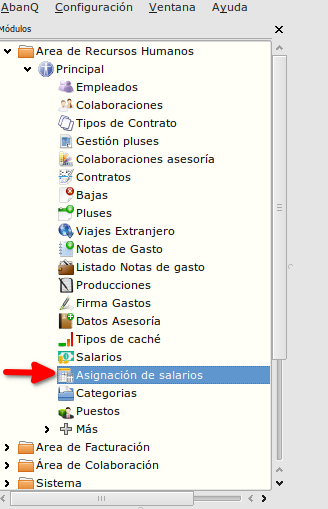 AbanQ Configuración Ventana Ayuda
Módulos
Area de Recursos Humanos
Principal
Empleados
Colaboraciones
Tipos de Contrato
Gestión pluses
Colaboraciones asesoría
Contratos
Bajas
Pluses
Viajes Extranjero
Notas de Gasto
Listado Notas de gasto
Producciones
Firma Gastos
Datos Asesoría
Tipos de caché
Salarios
Asignación de salarios
Categorias
Puestos
Más
Area de Facturación
Área de Colaboración
Sistema